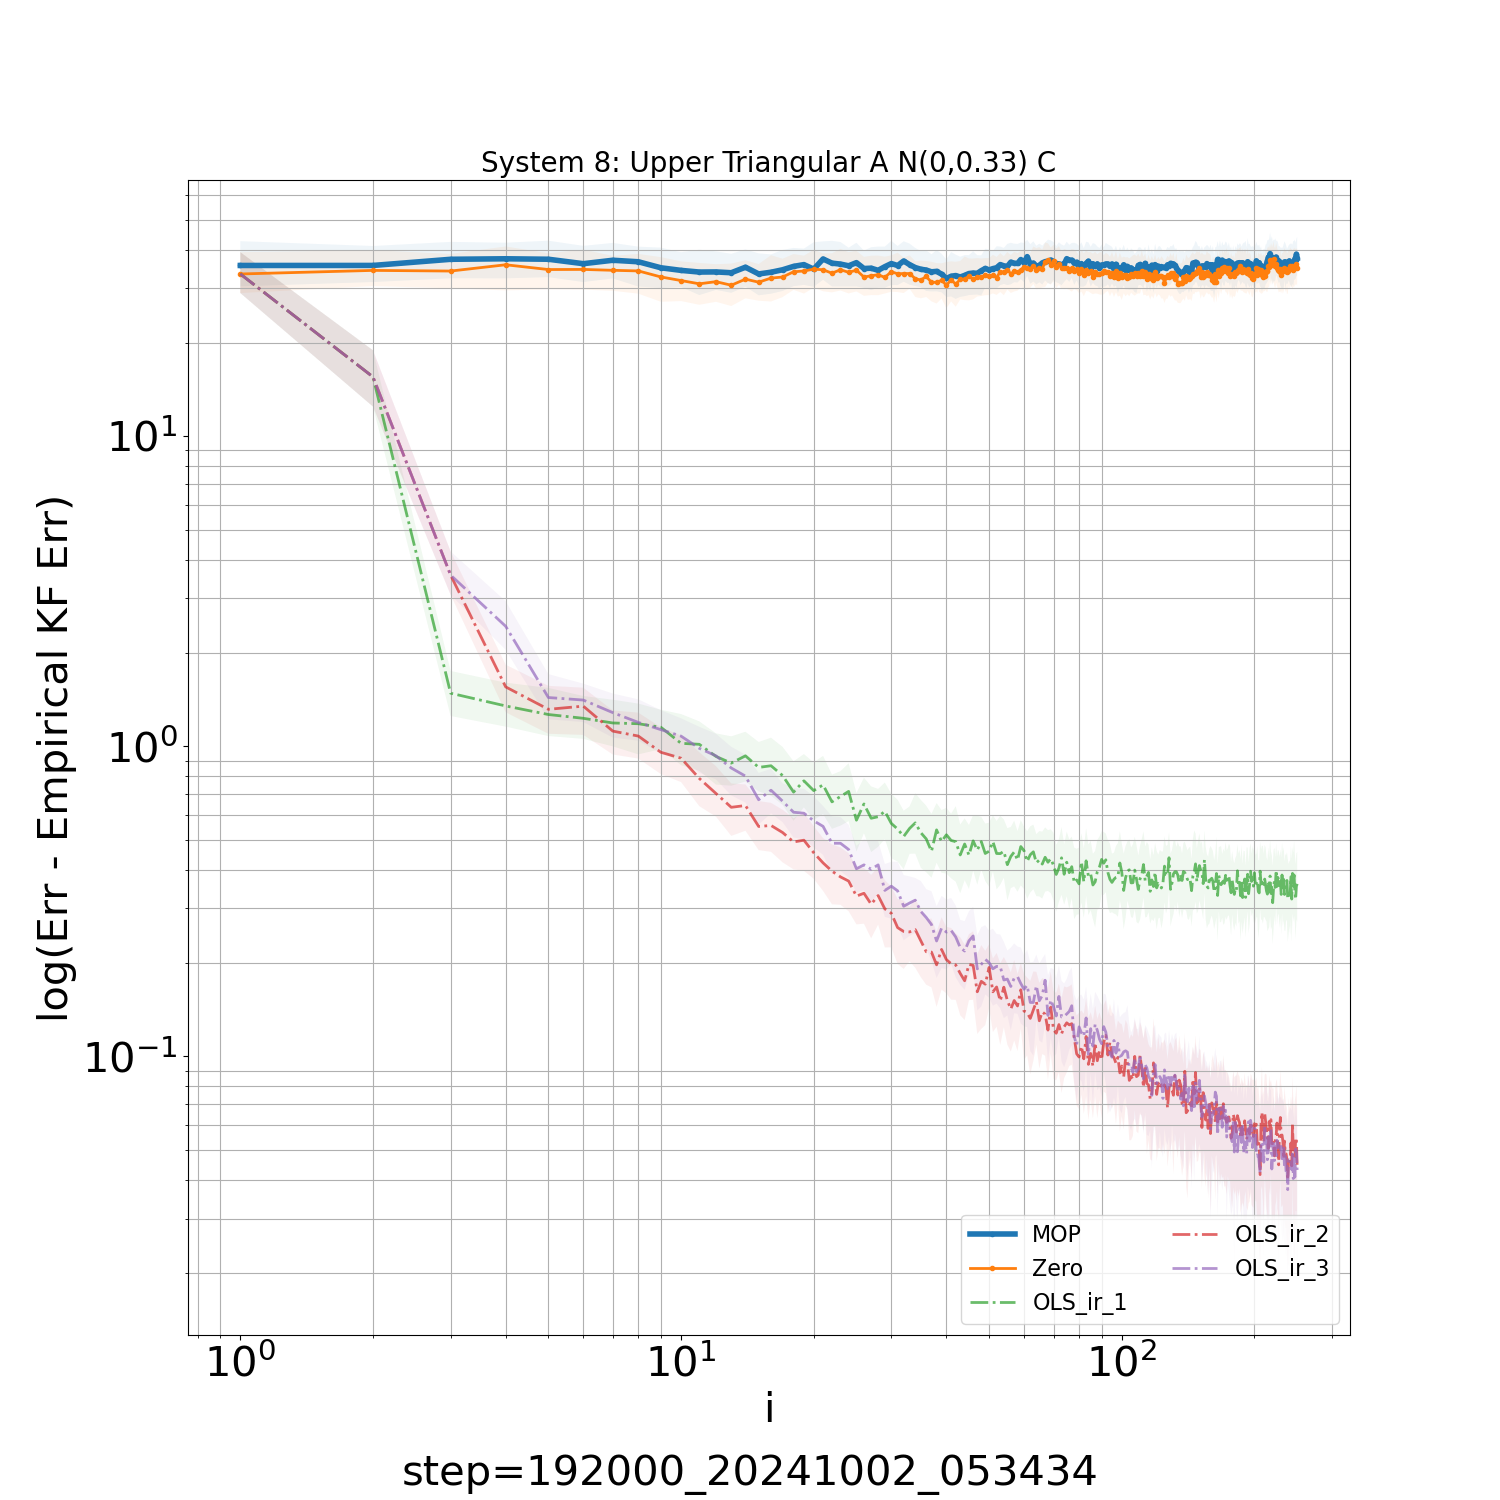 System 8: Upper Triangular A N(0,0.33) C
log(Err - Empirical KF Err)
10¹
10⁰
10⁻¹
10⁰ 10¹ 10²
i
step=192000_20241002_053434
MOP
Zero
OLS_ir_1
OLS_ir_2
OLS_ir_3